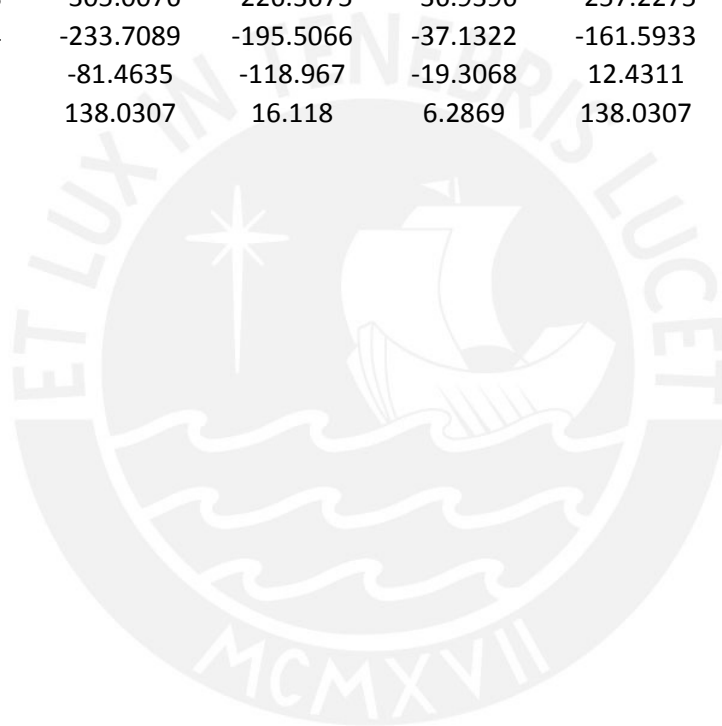 -233.7089 -195.5066 -37.1322 -161.5933
-81.4635 -118.967 -19.3068 12.4311
138.0307 16.118 6.2869 138.0307
ET LUX IN TENEBRIS LUCET
MCMXVII